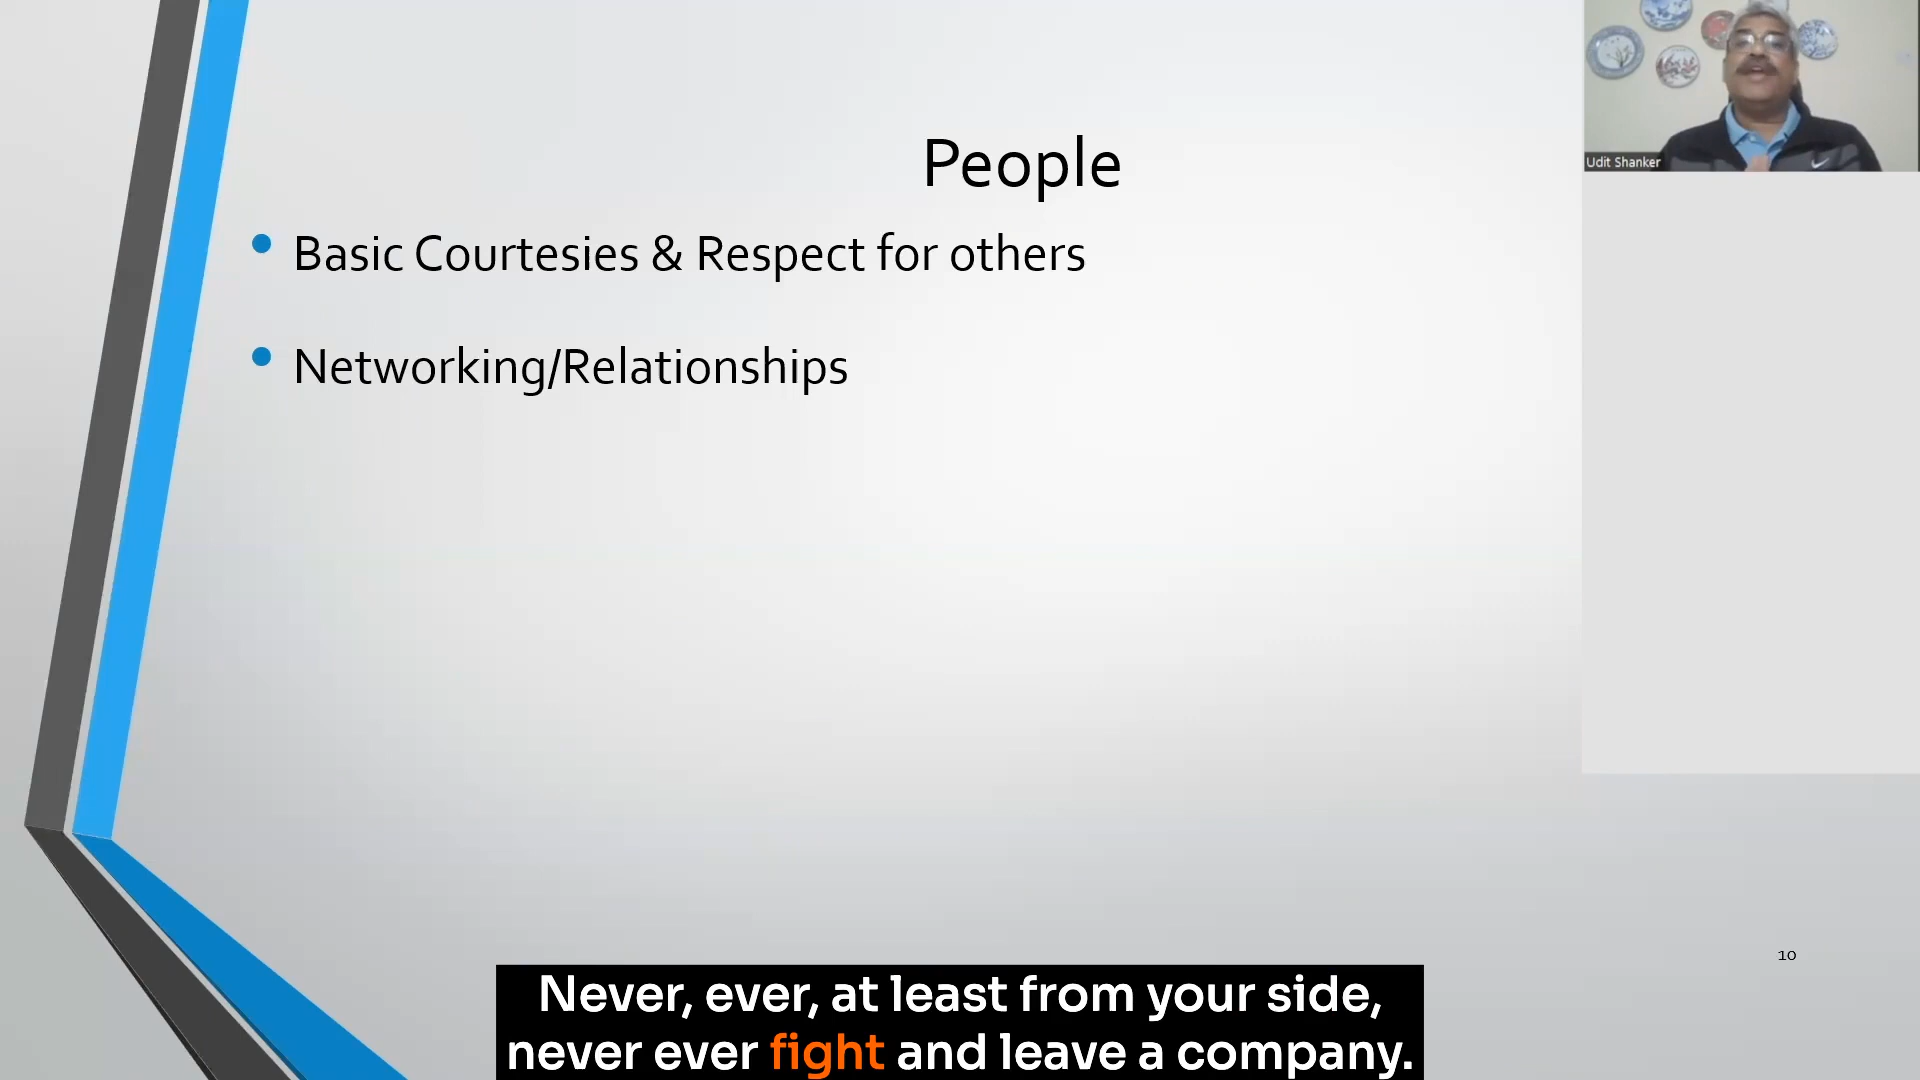 People
Udit Shanker
• Basic Courtesies & Respect for others
• Networking/Relationships
10
Never, ever, at least from your side,
never ever fight and leave a company.